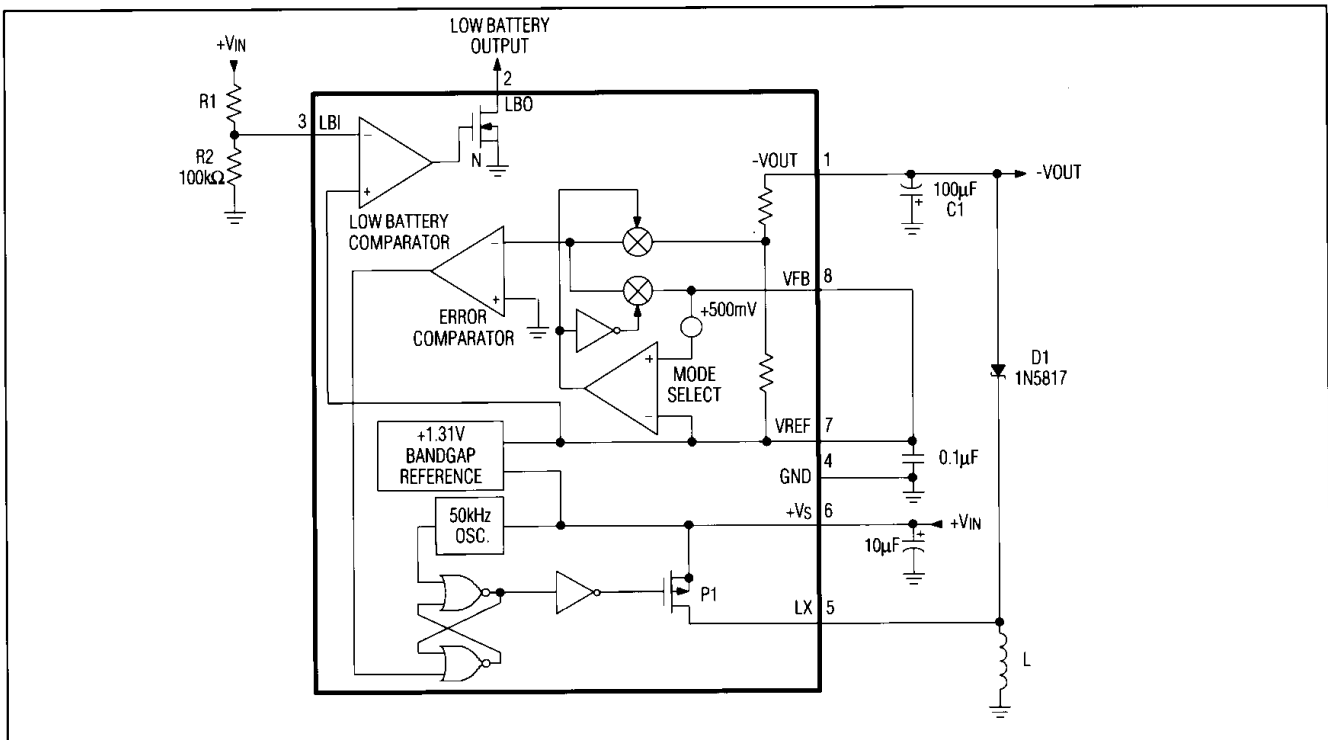 LOW BATTERY
OUTPUT
+VIN
2
LBO
R1
3 LBI
−
R2
100kΩ
N
+
LOW BATTERY
COMPARATOR
-VOUT
1
-VOUT
100µF
+
C1
−
+
ERROR
COMPARATOR
VFB
8
+500mV
+
MODE
SELECT
−
D1
1N5817
+1.31V
BANDGAP
REFERENCE
VREF
7
4
GND
0.1µF
50kHz
OSC.
+VS
6
+VIN
10µF
+
P1
LX
5
L